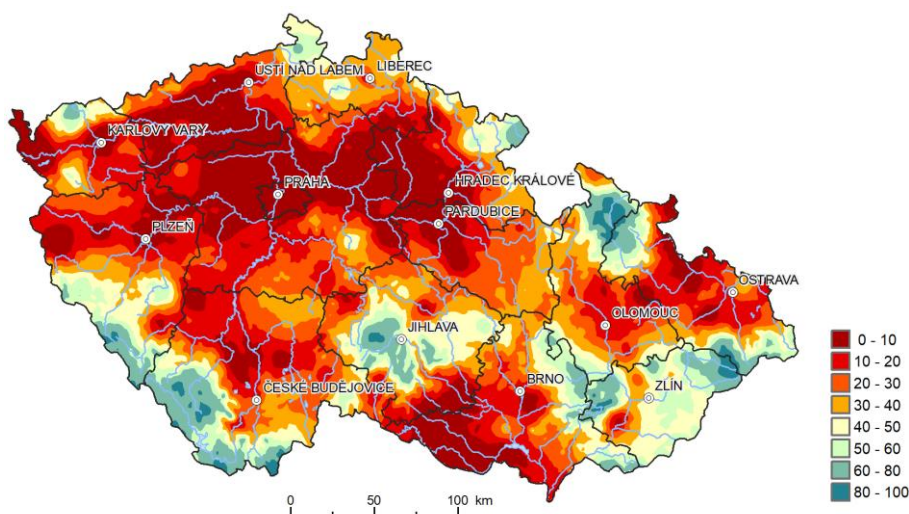 ÚSTÍ NAD LABEM
LIBEREC
KARLOVY VARY
PRAHA
HRADEC KRÁLOVÉ
PARDUBICE
PLZEŇ
OSTRAVA
OLOMOUC
JIHLAVA
BRNO
ZLÍN
ČESKÉ BUDĚJOVICE
0 - 10
10 - 20
20 - 30
30 - 40
40 - 50
50 - 60
60 - 80
80 - 100
0 50 100 km